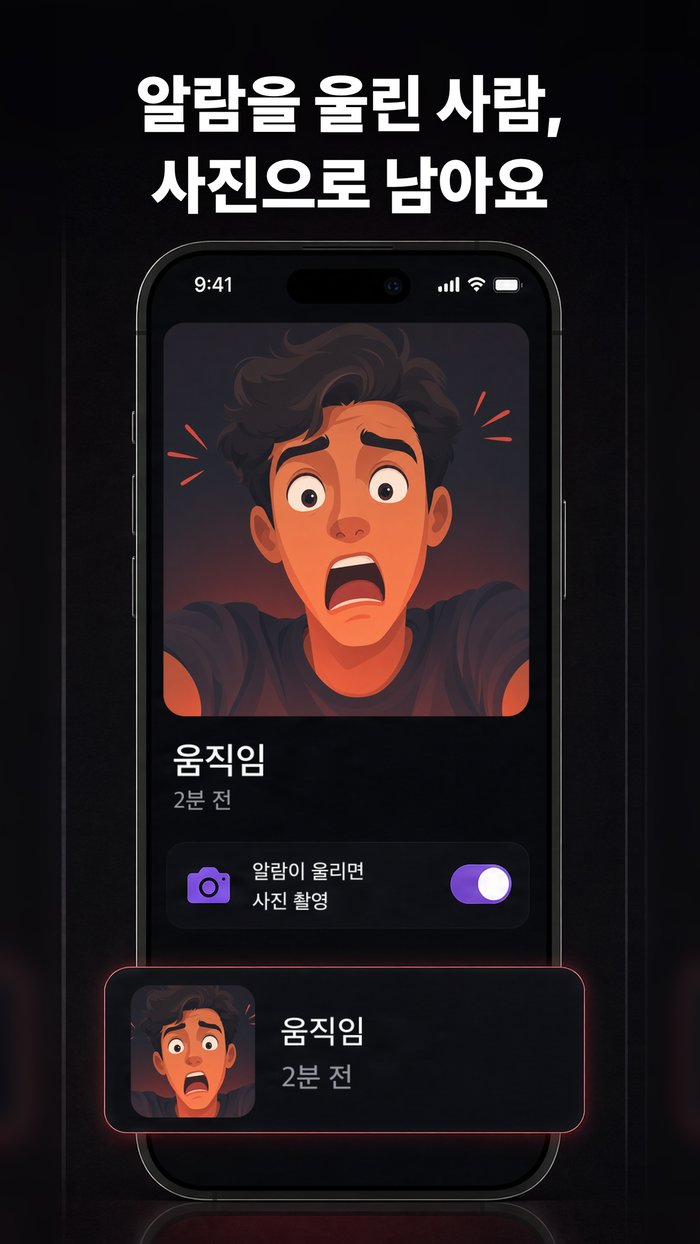 알람을 울린 사람,
사진으로 남아요
9:41
움직임
2분 전
알람이 울리면
사진 촬영
움직임
2분 전